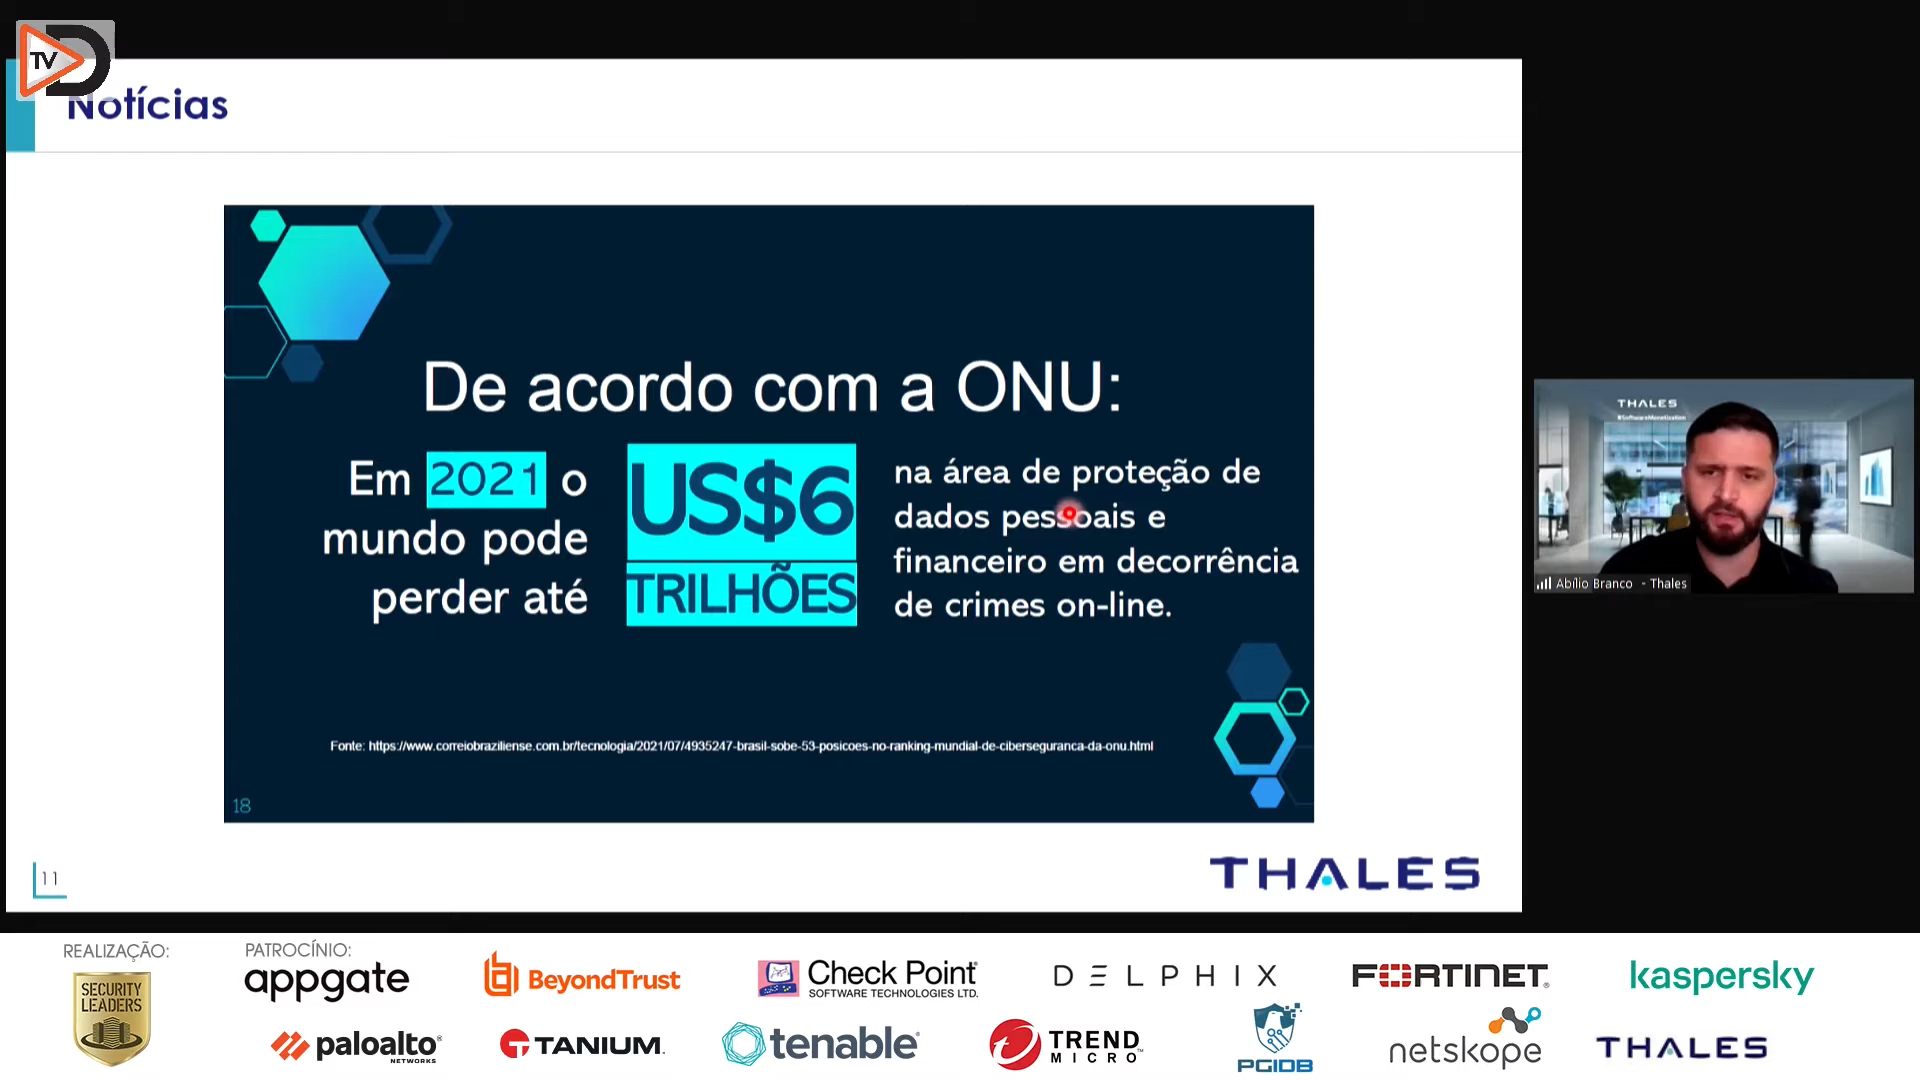 TV
Notícias
De acordo com a ONU:
Em 2021 o
mundo pode
perder até
US$6
TRILHÕES
na área de proteção de
dados pessoais e
financeiro em decorrência
de crimes on-line.
Fonte: https://www.correiobraziliense.com.br/tecnologia/2021/07/4935247-brasil-sobe-53-posicoes-no-ranking-mundial-de-ciberseguranca-da-onu.html
18
11
THALES
THALES
#SoftwareMonetization
Abílio Branco - Thales
REALIZAÇÃO:
SECURITY
LEADERS
PATROCÍNIO:
appgate
BeyondTrust
Check Point
SOFTWARE TECHNOLOGIES LTD.
DELPHIX
FORTINET
kaspersky
paloalto
NETWORKS
TANIUM
tenable
TREND
MICRO
PGIDB
netskope
THALES